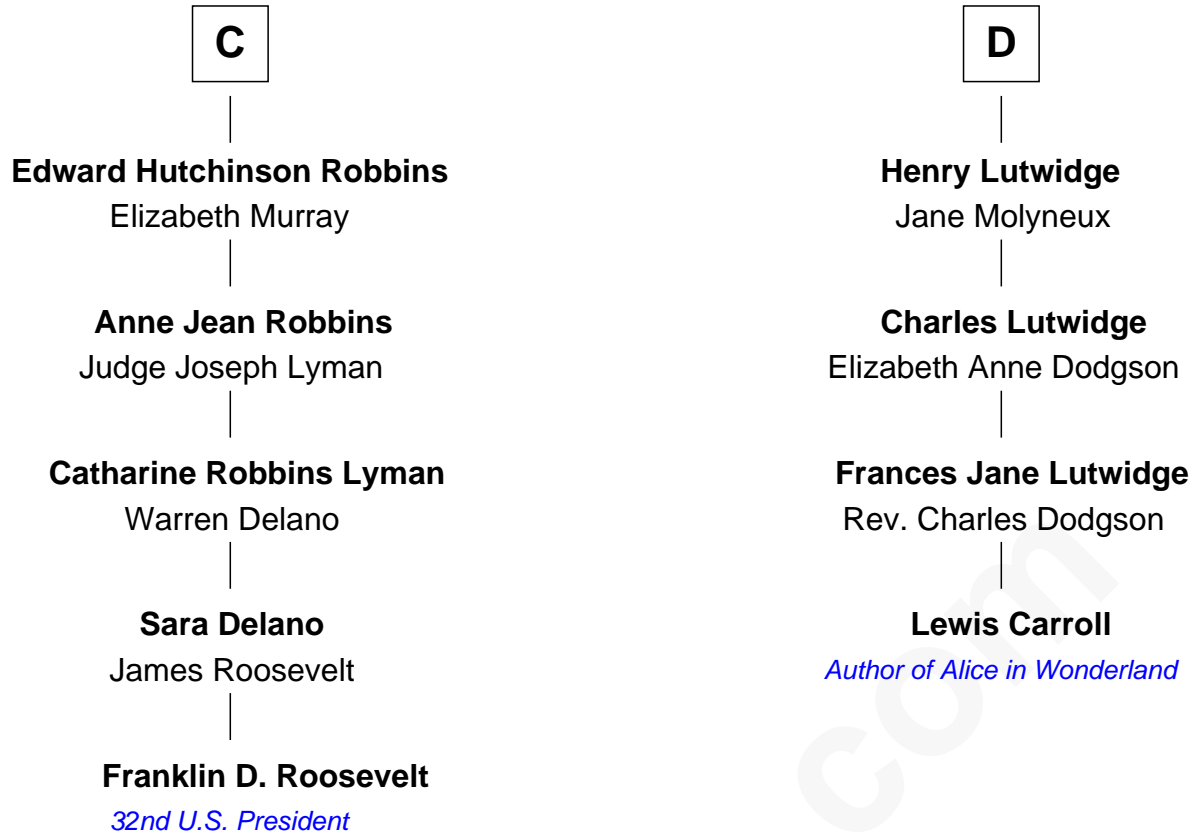 C
Edward Hutchinson Robbins
Elizabeth Murray
Anne Jean Robbins
Judge Joseph Lyman
Catharine Robbins Lyman
Warren Delano
Sara Delano
James Roosevelt
Franklin D. Roosevelt
32nd U.S. President
D
Henry Lutwidge
Jane Molyneux
Charles Lutwidge
Elizabeth Anne Dodgson
Frances Jane Lutwidge
Rev. Charles Dodgson
Lewis Carroll
Author of Alice in Wonderland
com